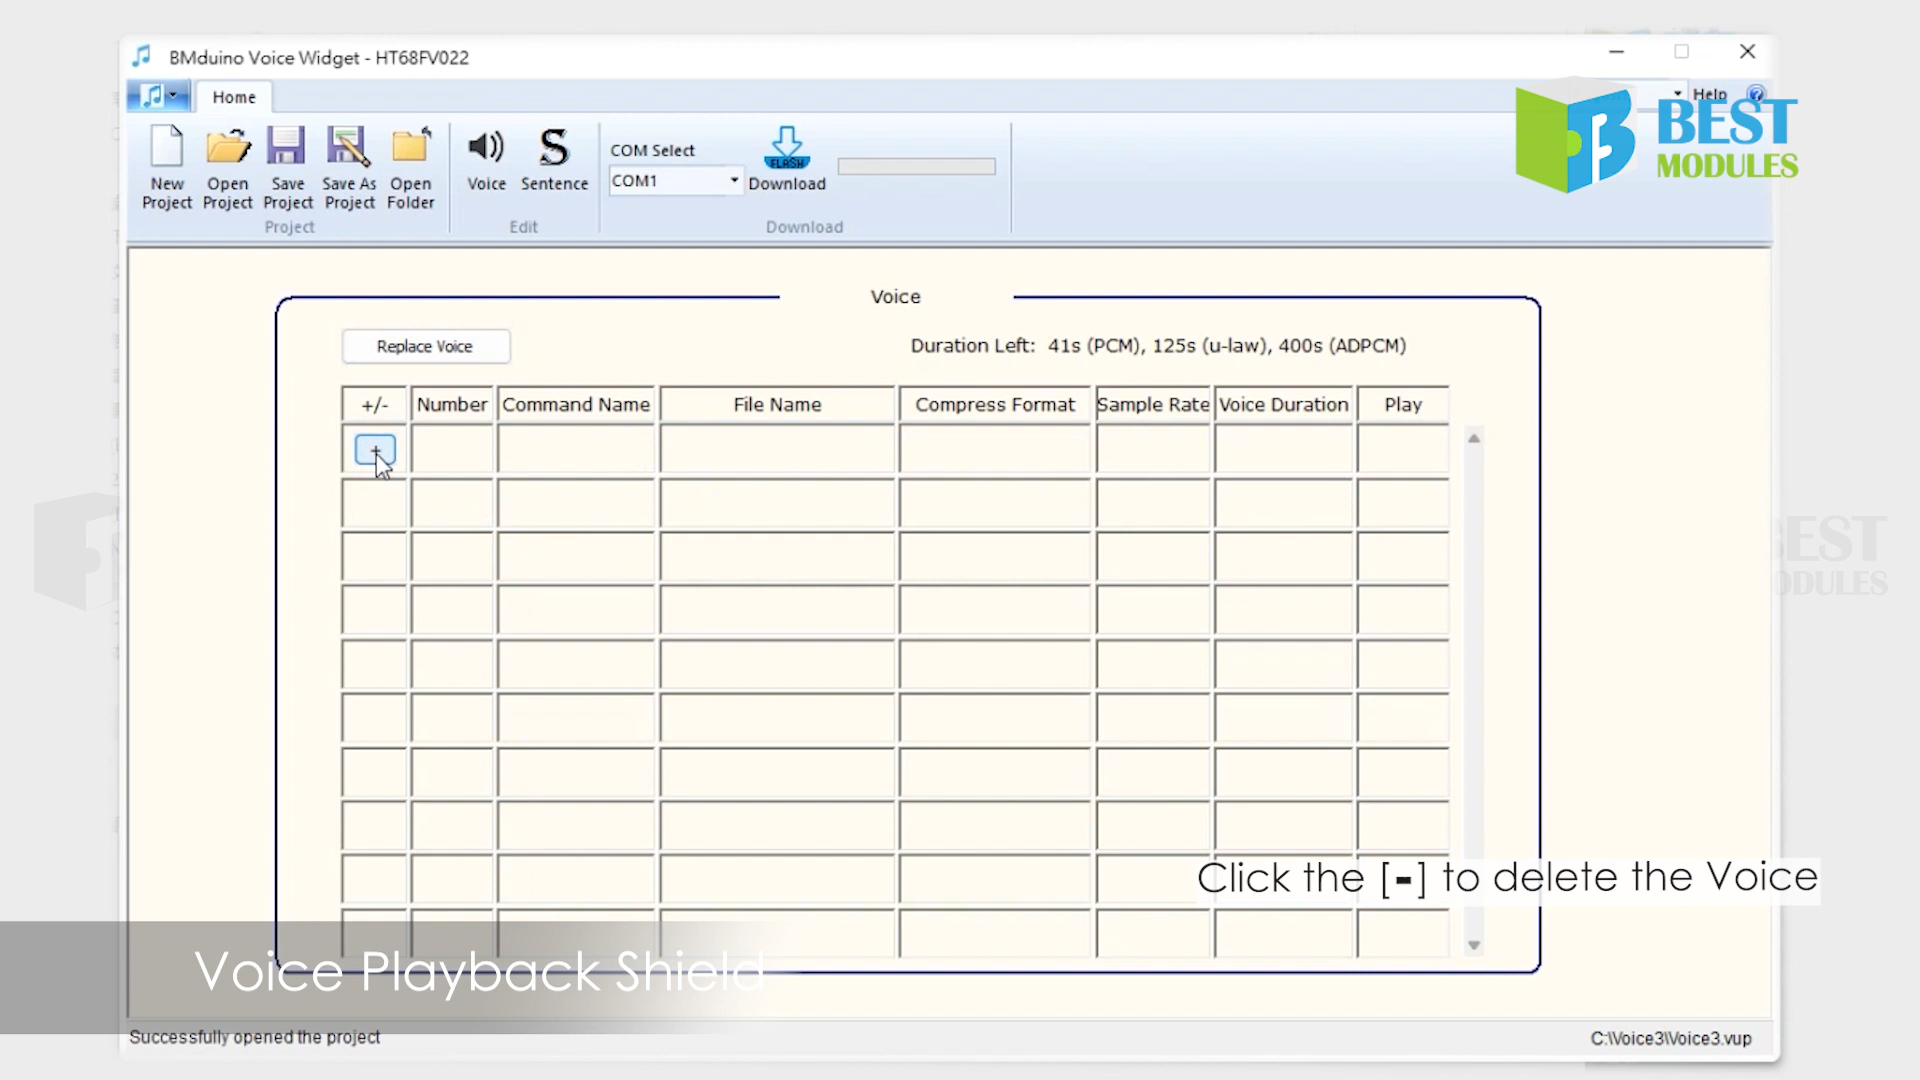 BMduino Voice Widget - HT68FV022
Home
Help
BEST
MODULES
New
Project
Open
Project
Save
Project
Save As
Project
Open
Folder
Project
Voice
Sentence
Edit
COM Select
COM1
FLASH
Download
Download
Voice
Replace Voice
Duration Left: 41s (PCM), 125s (u-law), 400s (ADPCM)
+/-
Number
Command Name
File Name
Compress Format
Sample Rate
Voice Duration
Play
+
BEST
MODULES
Click the [-] to delete the Voice
Voice Playback Shield
Successfully opened the project
C:\Voice3\Voice3.vup